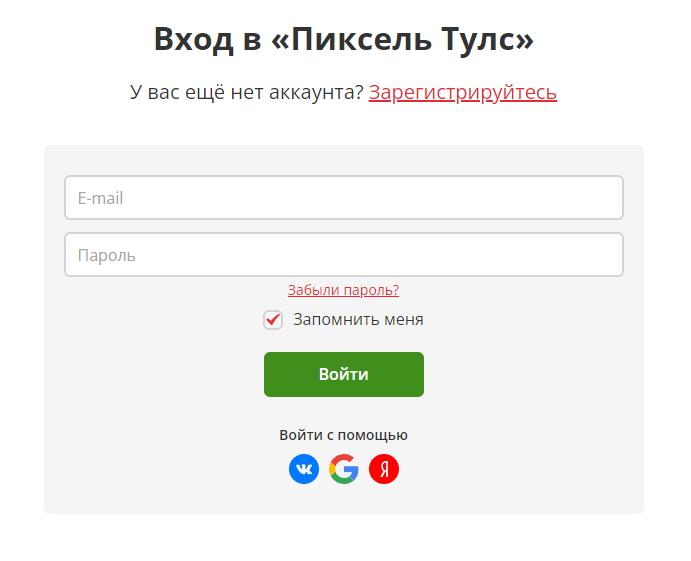 Вход в «Пиксель Тулс»
У вас ещё нет аккаунта? Зарегистрируйтесь
E-mail
Пароль
Забыли пароль?
Запомнить меня
Войти
Войти с помощью